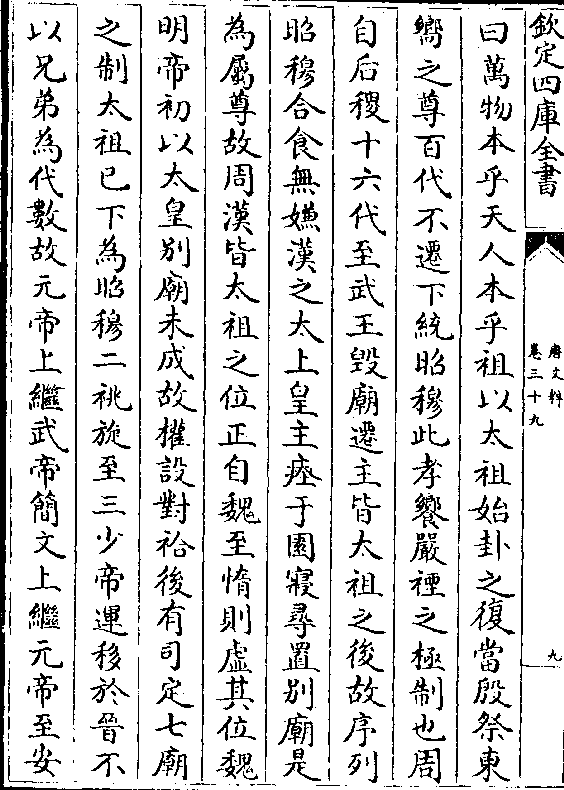 欽定四庫全書
唐文粹
卷三十九
九
曰萬物本乎天人本乎祖以太祖始卦之復當殷祭東
嚮之尊百代不遷下統昭穆此孝饗嚴禋之極制也周
自后稷十六代至武王毀廟遷主皆太祖之後故序列
昭穆合食無嫌漢之太上皇主瘞于園寢尋置別廟是
為屬尊故周漢皆太祖之位正自魏至惰則虛其位魏
明帝初以太皇別廟未成故權設對祫後有司定七廟
之制太祖已下為昭穆二祧旋至三少帝運移於晉不
以兄弟為代數故元帝上繼武帝簡文上繼元帝至安